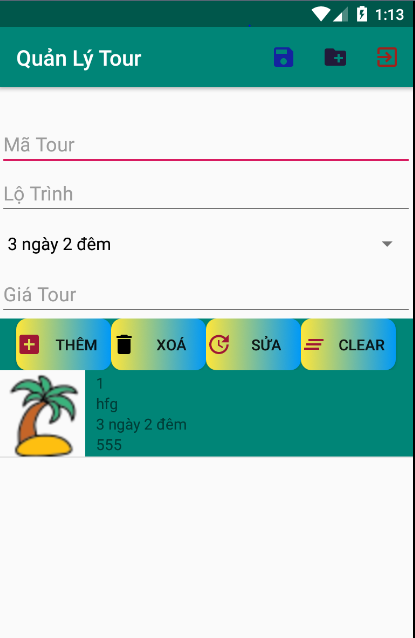 1:13
Quản Lý Tour
Mã Tour
Lộ Trình
3 ngày 2 đêm
Giá Tour
THÊM XOÁ SỬA CLEAR
1
hfg
3 ngày 2 đêm
555